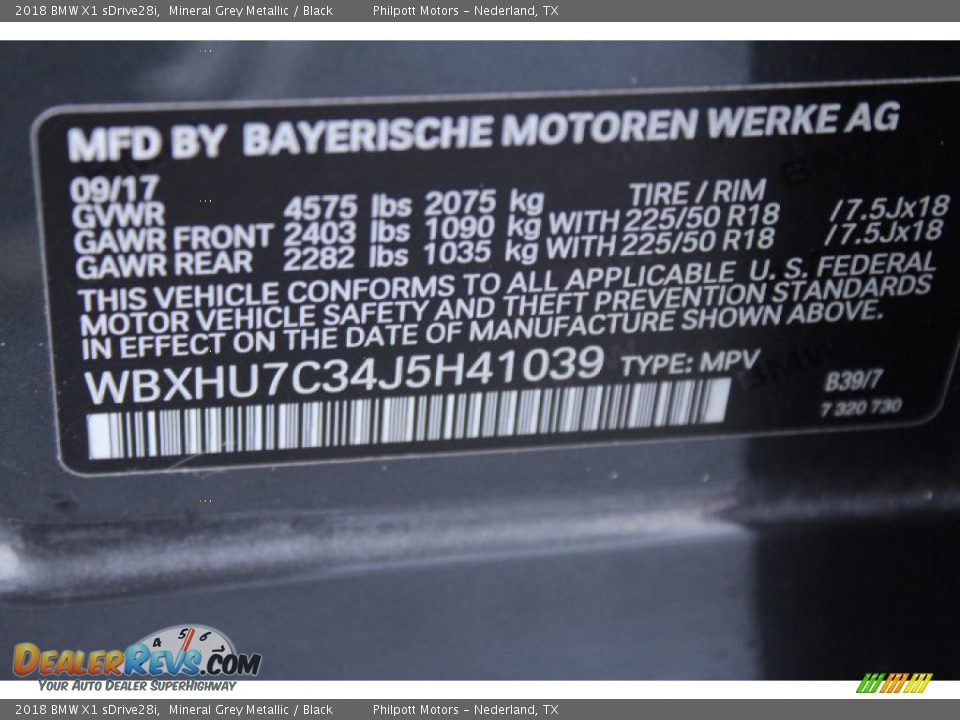 2018 BMW X1 sDrive28i, Mineral Grey Metallic / Black Philpott Motors - Nederland, TX
MFD BY BAYERISCHE MOTOREN WERKE AG
09/17 TIRE / RIM
GVWR 4575 lbs 2075 kg
GAWR FRONT 2403 lbs 1090 kg WITH 225/50 R18 /7.5Jx18
GAWR REAR 2282 lbs 1035 kg WITH 225/50 R18 /7.5Jx18
THIS VEHICLE CONFORMS TO ALL APPLICABLE U. S. FEDERAL
MOTOR VEHICLE SAFETY AND THEFT PREVENTION STANDARDS
IN EFFECT ON THE DATE OF MANUFACTURE SHOWN ABOVE.
WBXHU7C34J5H41039 TYPE: MPV
B39/7
7 320 730
4 5 6
DEALERREVS.COM
YOUR AUTO DEALER SUPERHIGHWAY
2018 BMW X1 sDrive28i, Mineral Grey Metallic / Black Philpott Motors - Nederland, TX